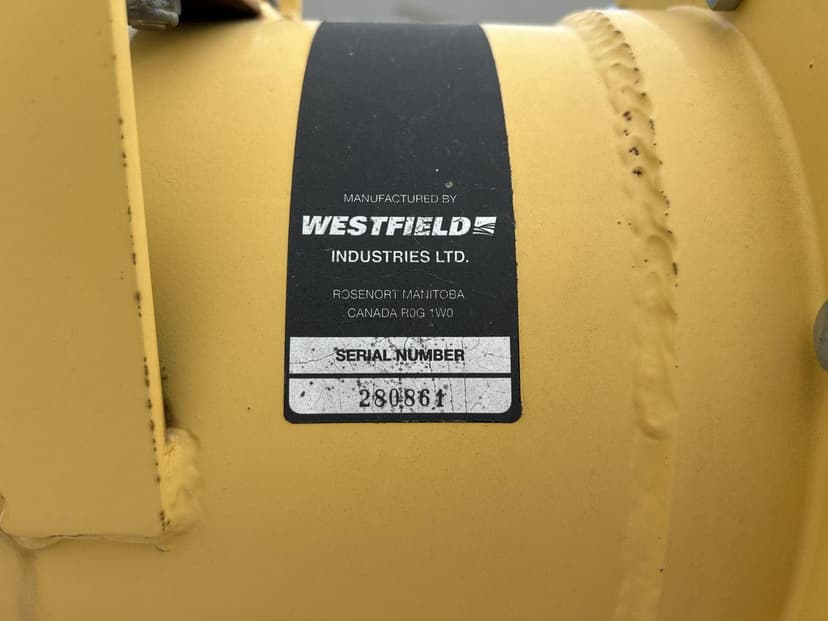 MANUFACTURED BY
WESTFIELD
INDUSTRIES LTD.
ROSENORT MANITOBA
CANADA R0G 1W0
SERIAL NUMBER
280861